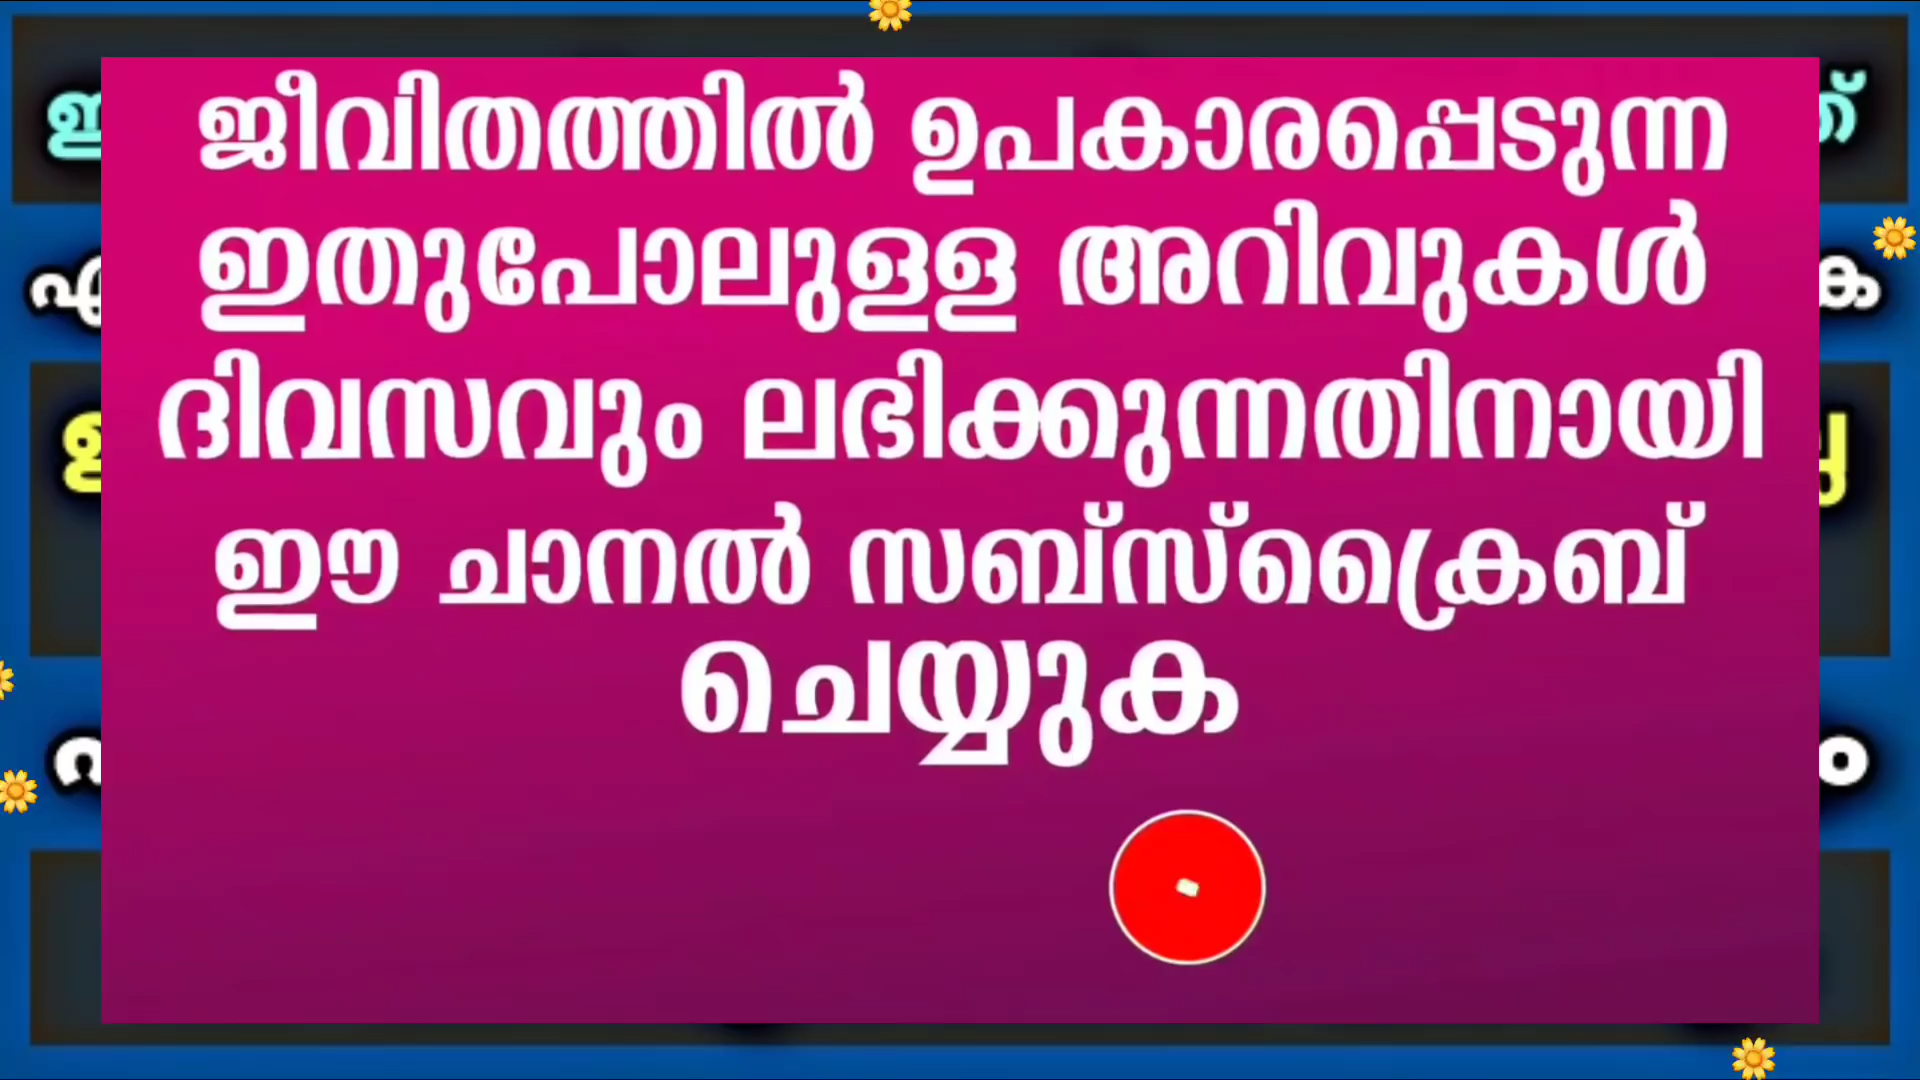 ജീവിതത്തിൽ ഉപകാരപ്പെടുന്ന
ഇതുപോലുള്ള അറിവുകൾ
ദിവസവും ലഭിക്കുന്നതിനായി
ഈ ചാനൽ സബ്സ്ക്രൈബ്
ചെയ്യുക